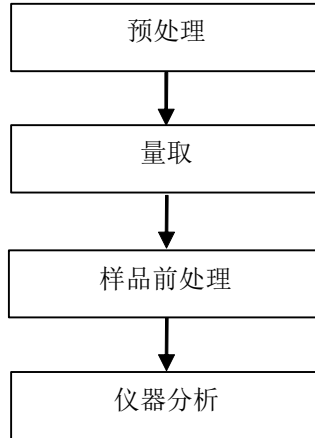 预处理
量取
样品前处理
仪器分析